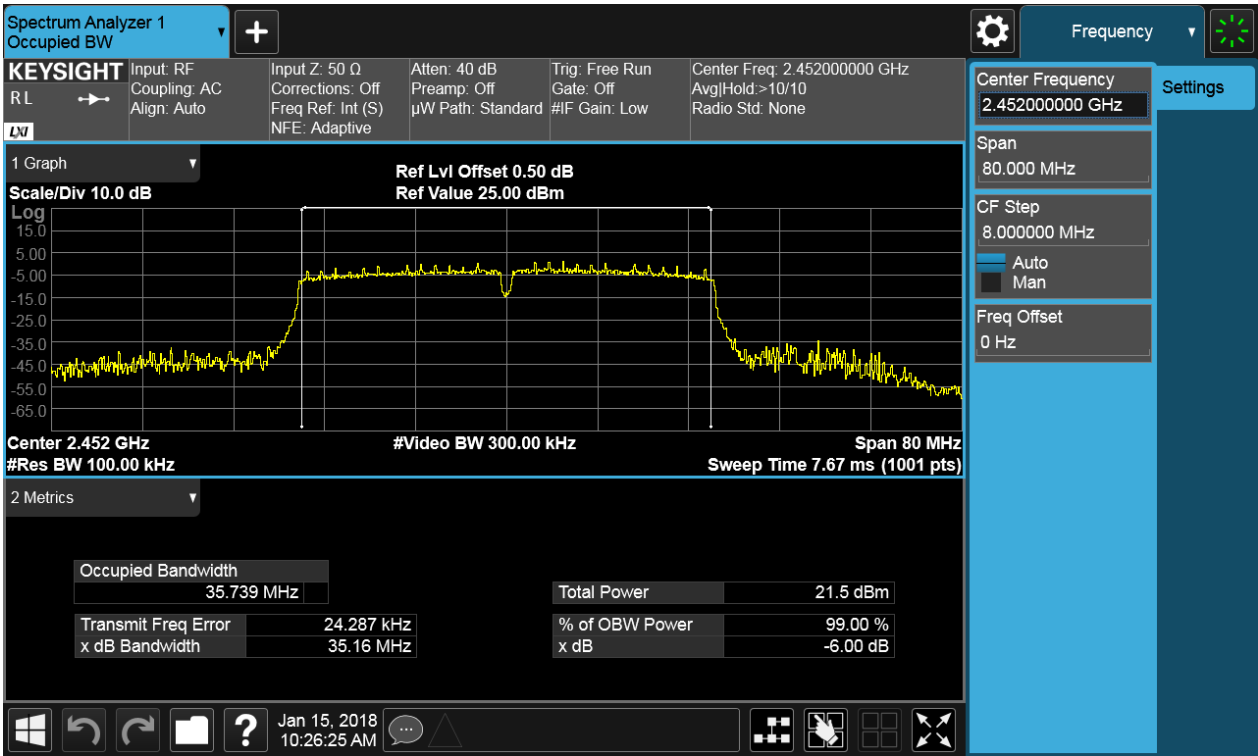 Spectrum Analyzer 1
Occupied BW
+
Frequency
KEYSIGHT
R L
LXI
Input: RF
Coupling: AC
Align: Auto
Input Z: 50 Ω
Corrections: Off
Freq Ref: Int (S)
NFE: Adaptive
Atten: 40 dB
Preamp: Off
µW Path: Standard
Trig: Free Run
Gate: Off
#IF Gain: Low
Center Freq: 2.452000000 GHz
Avg|Hold:>10/10
Radio Std: None
1 Graph
Scale/Div 10.0 dB
Ref Lvl Offset 0.50 dB
Ref Value 25.00 dBm
Log
15.0
5.00
-5.00
-15.0
-25.0
-35.0
-45.0
-55.0
-65.0
Center 2.452 GHz
#Video BW 300.00 kHz
Span 80 MHz
#Res BW 100.00 kHz
Sweep Time 7.67 ms (1001 pts)
2 Metrics
Occupied Bandwidth
35.739 MHz
Total Power 21.5 dBm
Transmit Freq Error 24.287 kHz
% of OBW Power 99.00 %
x dB Bandwidth 35.16 MHz
x dB -6.00 dB
Center Frequency
2.452000000 GHz
Settings
Span
80.000 MHz
CF Step
8.000000 MHz
Auto
Man
Freq Offset
0 Hz
?
Jan 15, 2018
10:26:25 AM